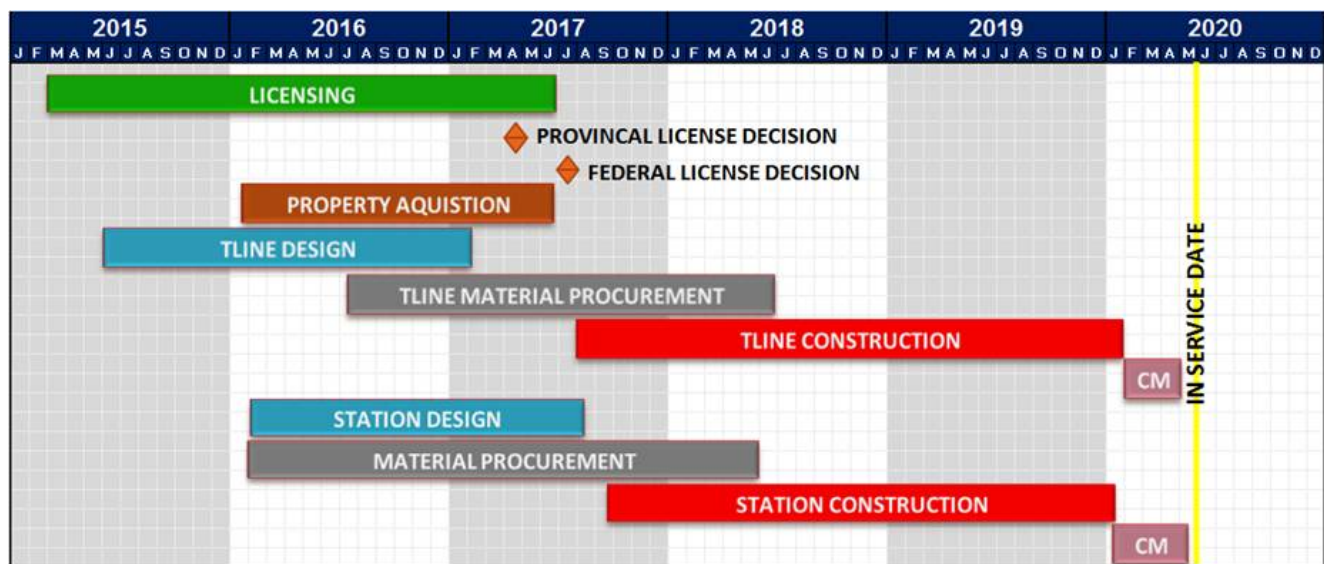 2015 2016 2017 2018 2019 2020
J F M A M J J A S O N D J F M A M J J A S O N D J F M A M J J A S O N D J F M A M J J A S O N D J F M A M J J A S O N D J F M A M J J A S O N D
LICENSING
PROVINCAL LICENSE DECISION
FEDERAL LICENSE DECISION
PROPERTY AQUISTION
TLINE DESIGN
TLINE MATERIAL PROCUREMENT
TLINE CONSTRUCTION
CM
IN SERVICE DATE
STATION DESIGN
MATERIAL PROCUREMENT
STATION CONSTRUCTION
CM